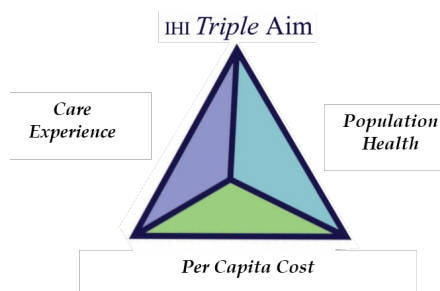 IHI Triple Aim
Care
Experience
Population
Health
Per Capita Cost